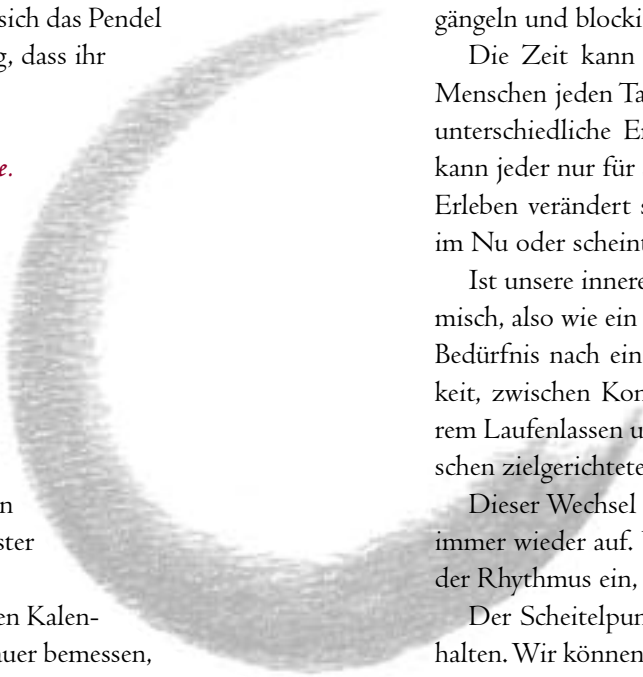 sich das Pendel
g, dass ihr
e.
n
ster
en Kalen-
auer bemessen,
gängeln und blocki
Die Zeit kann
Menschen jeden Ta
unterschiedliche E
kann jeder nur für
Erleben verändert s
im Nu oder scheint
Ist unsere innere
misch, also wie ein
Bedürfnis nach ein
keit, zwischen Kon
rem Laufenlassen u
schen zielgerichtete
Dieser Wechsel
immer wieder auf.
der Rhythmus ein,
Der Scheitelpun
halten. Wir können